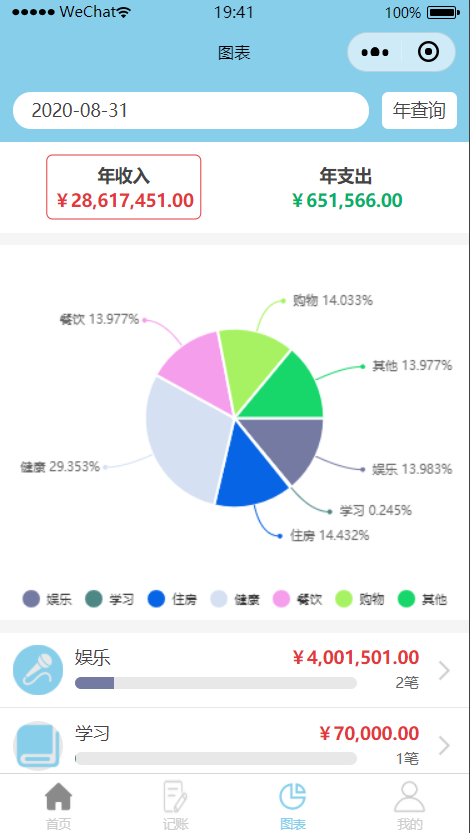 WeChat 19:41 100%
图表
2020-08-31 年查询
年收入 年支出
￥28,617,451.00 ￥651,566.00
购物 14.033%
餐饮 13.977%
其他 13.977%
健康 29.353%
娱乐 13.983%
学习 0.245%
住房 14.432%
娱乐 学习 住房 健康 餐饮 购物 其他
娱乐 ￥4,001,501.00
2笔
学习 ￥70,000.00
1笔
首页 记账 图表 我的